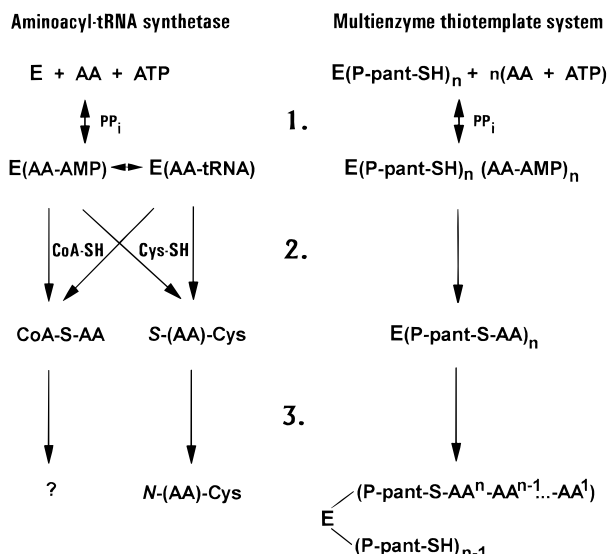 Aminoacyl-tRNA synthetase
Multienzyme thiotemplate system
E + AA + ATP
E(P-pant-SH)n + n(AA + ATP)
PPi
1.
PPi
E(AA-AMP) ↔ E(AA-tRNA)
E(P-pant-SH)n (AA-AMP)n
CoA-SH
Cys-SH
2.
CoA-S-AA
S-(AA)-Cys
E(P-pant-S-AA)n
3.
?
N-(AA)-Cys
(P-pant-S-AAn-AAn-1...-AA1)
E
(P-pant-SH)n-1